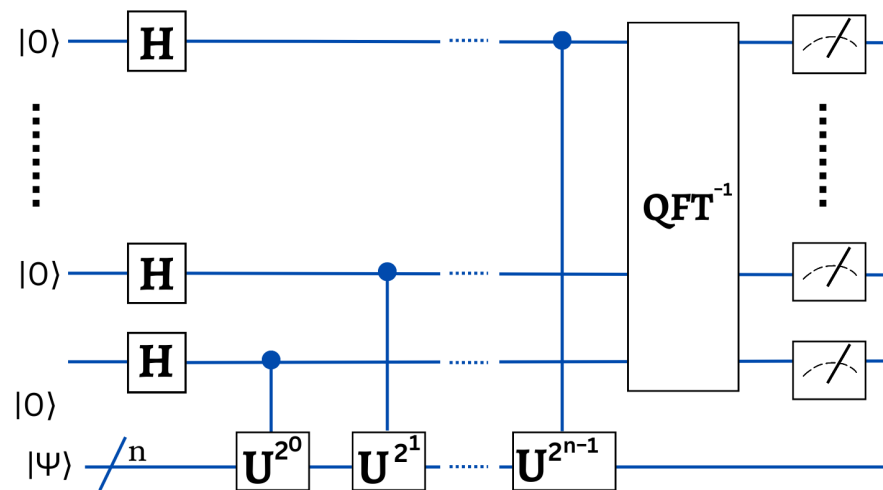 |0⟩ H
QFT⁻¹
|0⟩ H
H
|0⟩
|Ψ⟩ n U^2^0 U^2^1 U^2^n−1